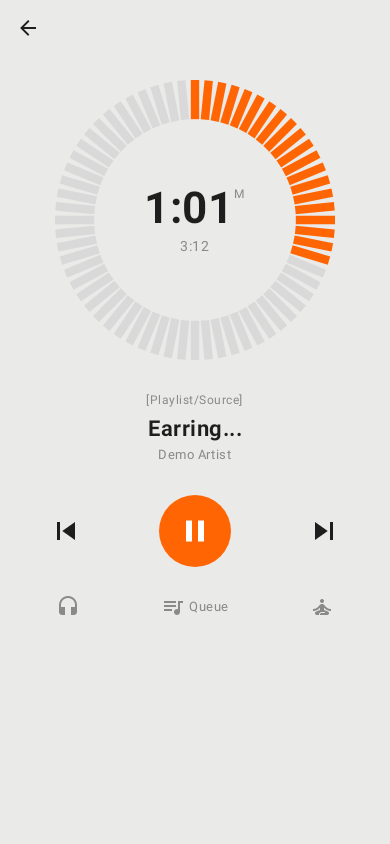 1:01 M
3:12
[Playlist/Source]
Earring...
Demo Artist
Queue